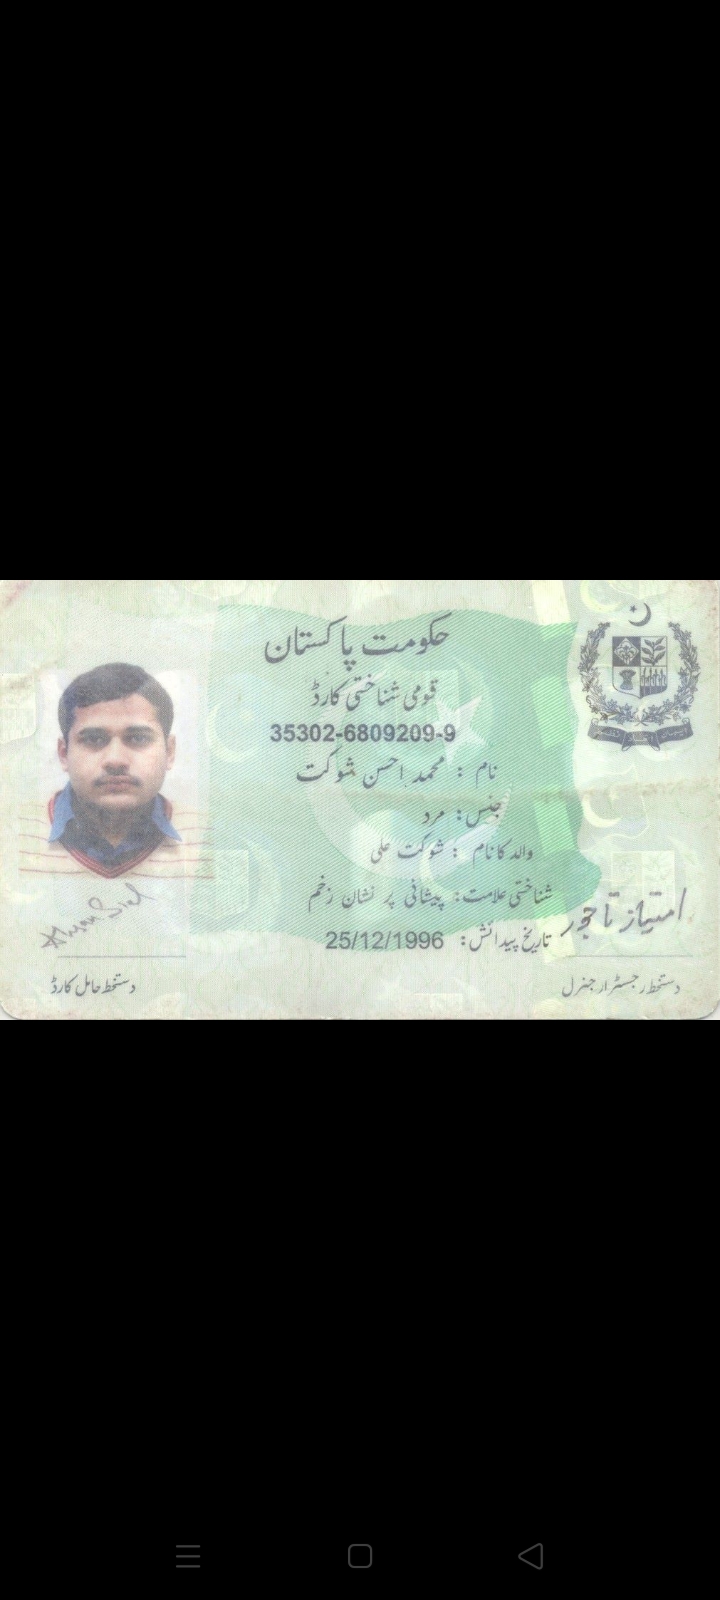 حکومت پاکستان
قومی شناختی کارڈ
35302-6809209-9
نام : محمد احسن شوکت
جنس: مرد
والد کا نام : شوکت علی
شناختی علامت: پیشانی پر نشان زخم
تاریخ پیدائش: 25/12/1996
امتیاز تاجور
دستخط رجسٹرار جنرل
دستخط حامل کارڈ